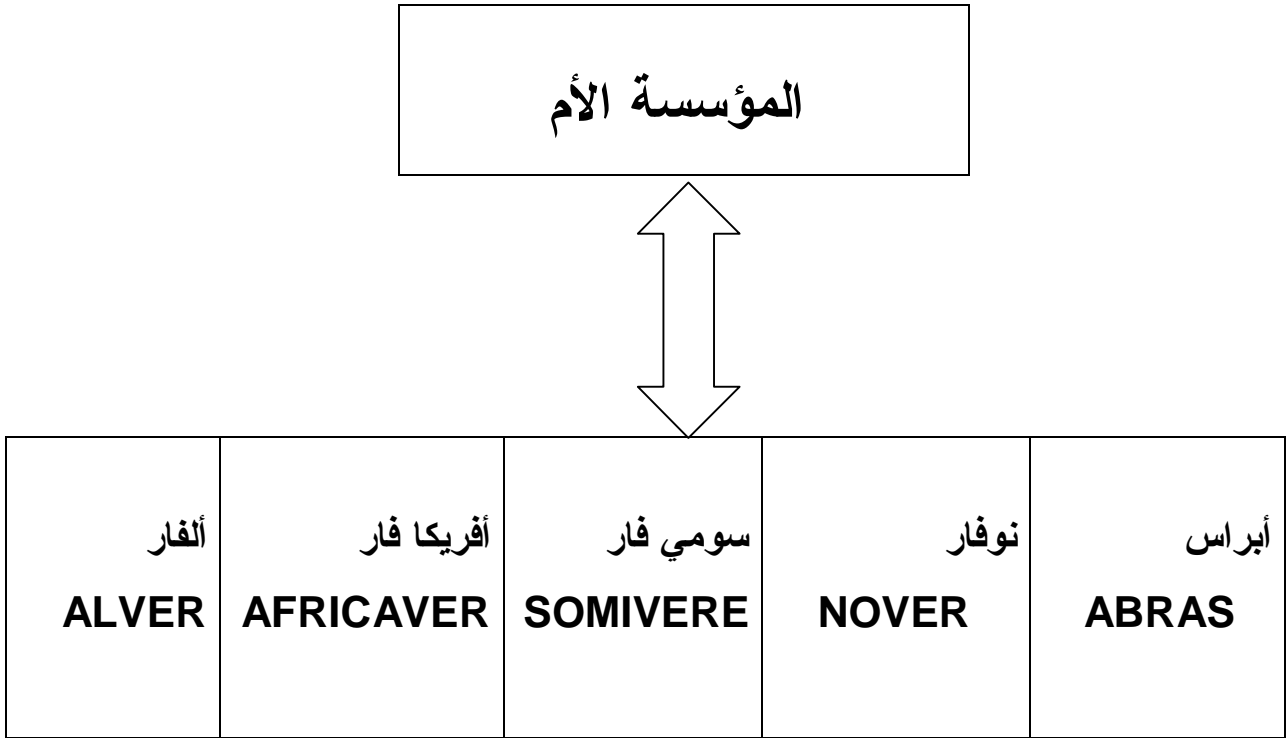 المؤسسة الأم
أبراس
ABRAS
نوفار
NOVER
سومي فار
SOMIVERE
أفريكا فار
AFRICAVER
ألفار
ALVER